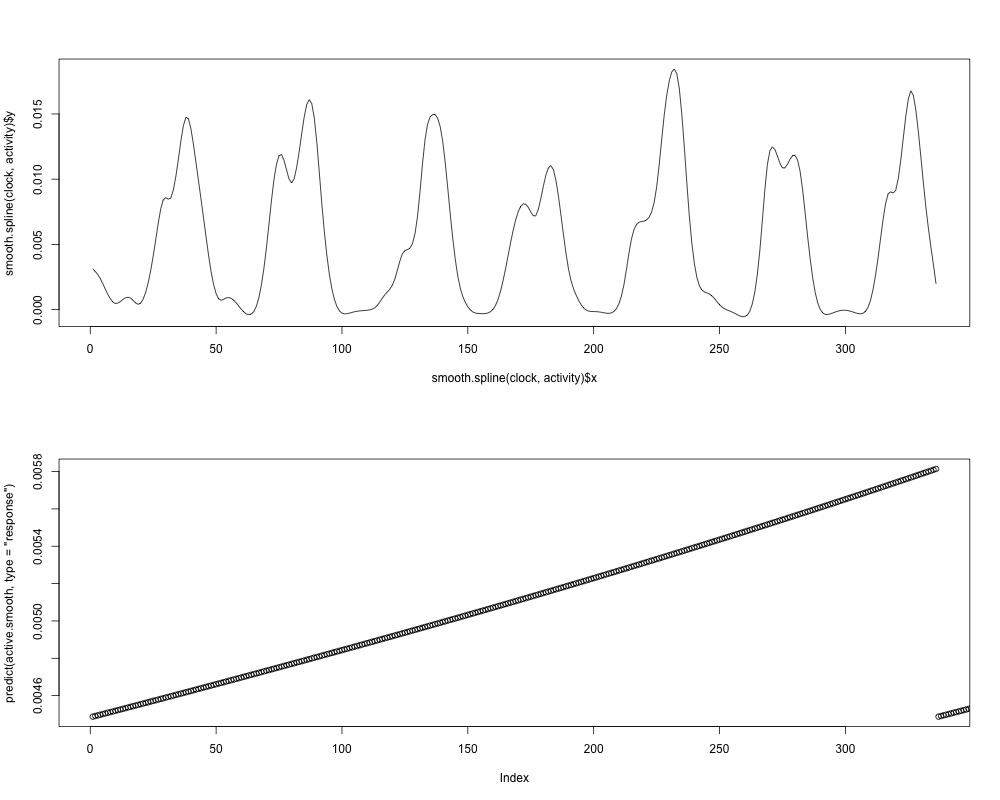 smooth.spline(clock, activity)$y
0.015
0.010
0.005
0.000
0 50 100 150 200 250 300
smooth.spline(clock, activity)$x
predict(active.smooth, type = "response")
0.0058
0.0054
0.0050
0.0046
0 50 100 150 200 250 300
Index